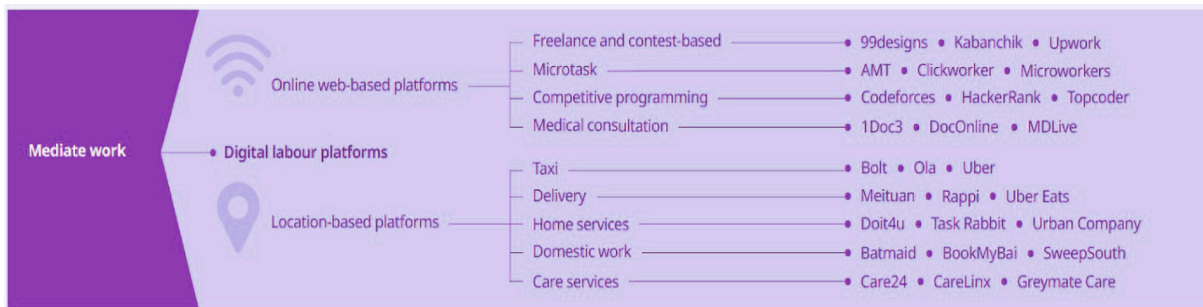 Freelance and contest-based • 99designs • Kabanchik • Upwork
Online web-based platforms
Microtask • AMT • Clickworker • Microworkers
Competitive programming • Codeforces • HackerRank • Topcoder
Medical consultation • 1Doc3 • DocOnline • MDLive
Mediate work • Digital labour platforms
Taxi • Bolt • Ola • Uber
Delivery • Meituan • Rappi • Uber Eats
Location-based platforms
Home services • Doit4u • Task Rabbit • Urban Company
Domestic work • Batmaid • BookMyBai • SweepSouth
Care services • Care24 • CareLinx • Greymate Care